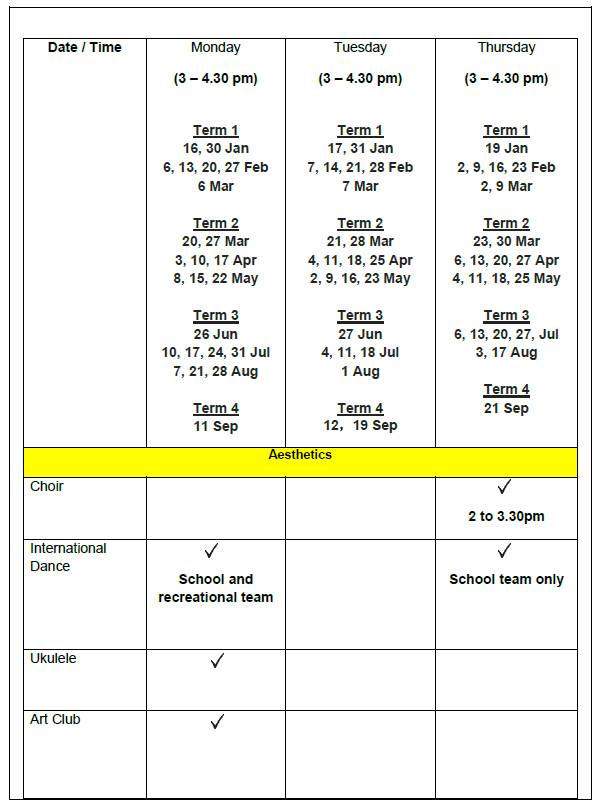 Date / Time
Monday
(3 – 4.30 pm)
Term 1
16, 30 Jan
6, 13, 20, 27 Feb
6 Mar
Term 2
20, 27 Mar
3, 10, 17 Apr
8, 15, 22 May
Term 3
26 Jun
10, 17, 24, 31 Jul
7, 21, 28 Aug
Term 4
11 Sep
Tuesday
(3 – 4.30 pm)
Term 1
17, 31 Jan
7, 14, 21, 28 Feb
7 Mar
Term 2
21, 28 Mar
4, 11, 18, 25 Apr
2, 9, 16, 23 May
Term 3
27 Jun
4, 11, 18 Jul
1 Aug
Term 4
12，19 Sep
Thursday
(3 – 4.30 pm)
Term 1
19 Jan
2, 9, 16, 23 Feb
2, 9 Mar
Term 2
23, 30 Mar
6, 13, 20, 27 Apr
4, 11, 18, 25 May
Term 3
6, 13, 20, 27, Jul
3, 17 Aug
Term 4
21 Sep
Aesthetics
Choir
✓
2 to 3.30pm
International
Dance
✓
School and
recreational team
✓
School team only
Ukulele
✓
Art Club
✓